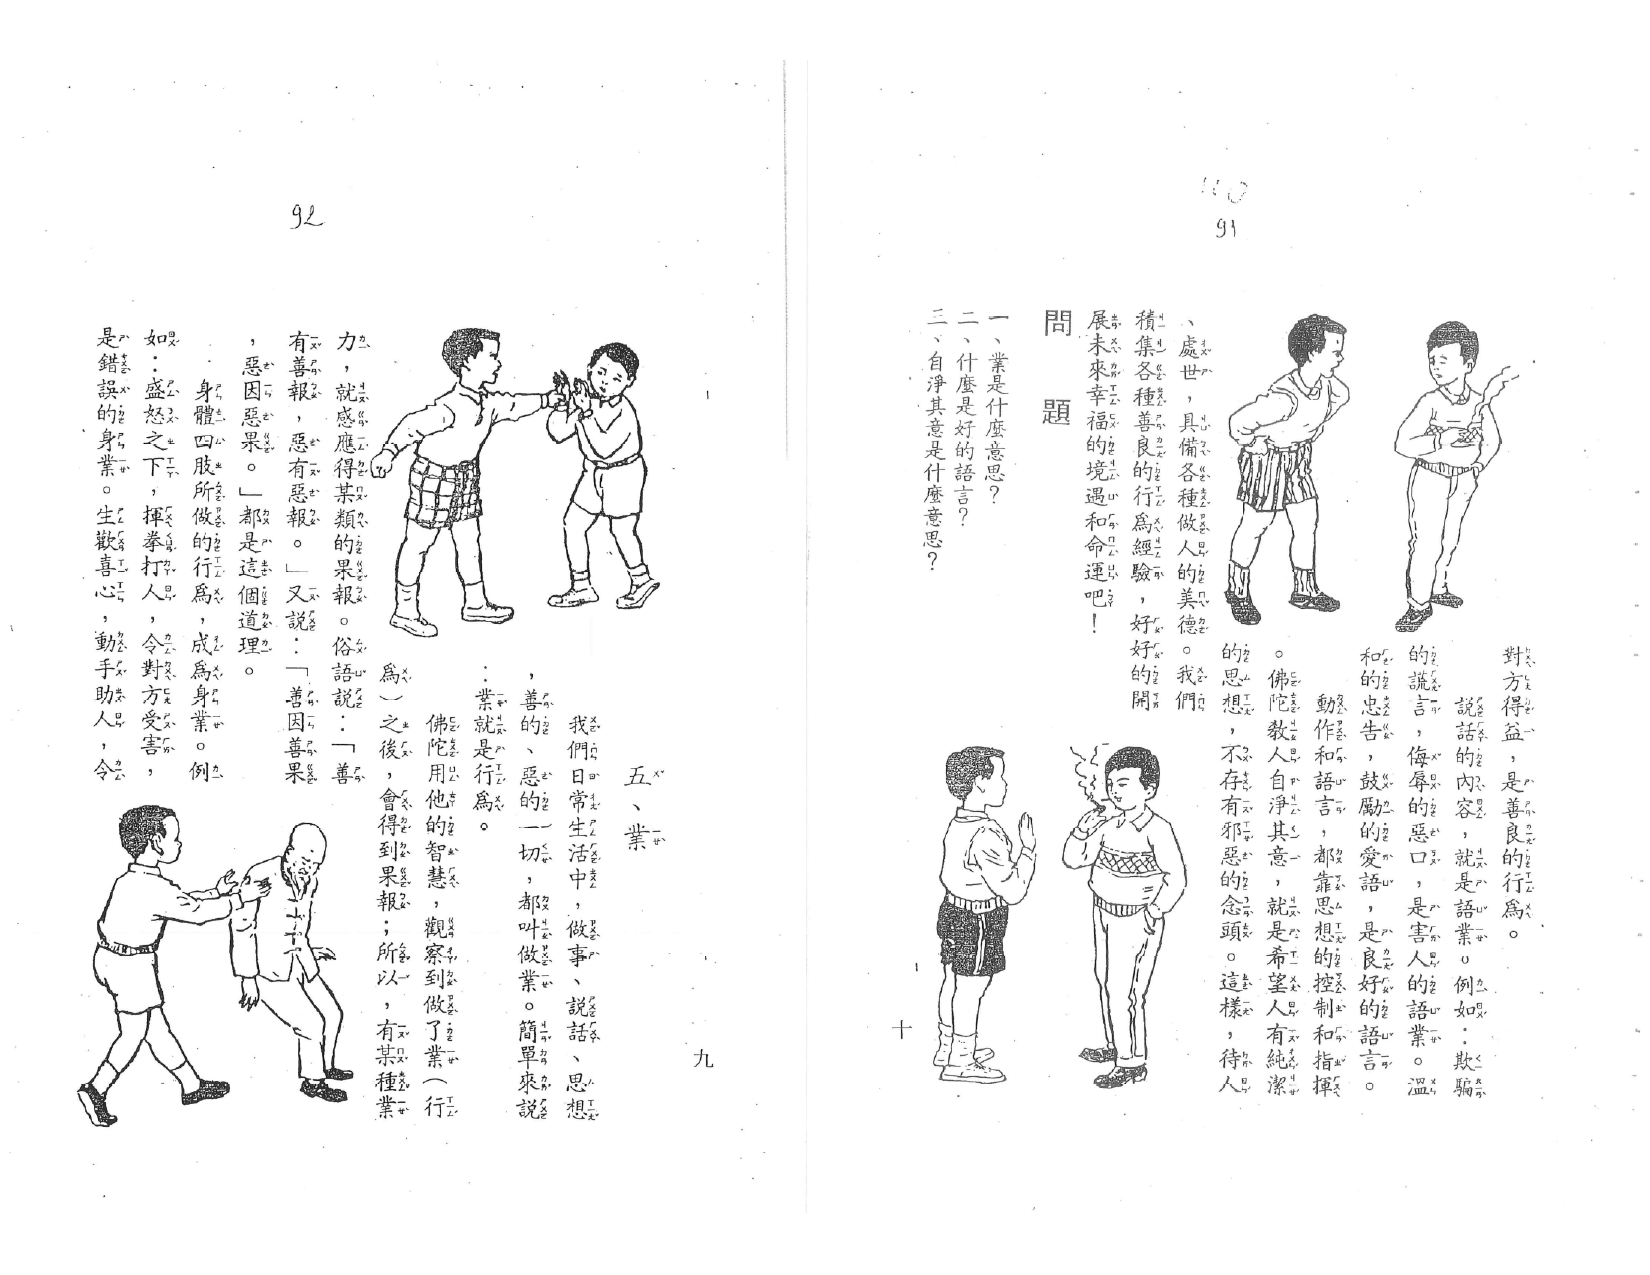 92
五、業
我們日常生活中，做事、説話、思想
，善的、惡的一切，都叫做業。簡單來説
：業就是行爲。
佛陀用他的智慧，觀察到做了業（行
爲）之後，會得到果報；所以，有某種業
力，就感應得某類的果報。俗語説：「善
有善報，惡有惡報。」又説：「善因善果
，惡因惡果。」都是這個道理。
身體四肢所做的行爲，成爲身業。例
如：盛怒之下，揮拳打人，令對方受害，
是錯誤的身業。生歡喜心，動手助人，令
九
91
對方得益，是善良的行爲。
説話的內容，就是語業。例如：欺騙
的謊言，侮辱的惡口，是害人的語業。溫
和的忠告，鼓勵的愛語，是良好的語言。
動作和語言，都靠思想的控制和指揮
。佛陀教人自淨其意，就是希望人有純潔
的思想，不存有邪惡的念頭。這樣，待人
、處世，具備各種做人的美德。我們
積集各種善良的行爲經驗，好好的開
展未來幸福的境遇和命運吧！
問題
一、業是什麼意思？
二、什麼是好的語言？
三、自淨其意是什麼意思？
十